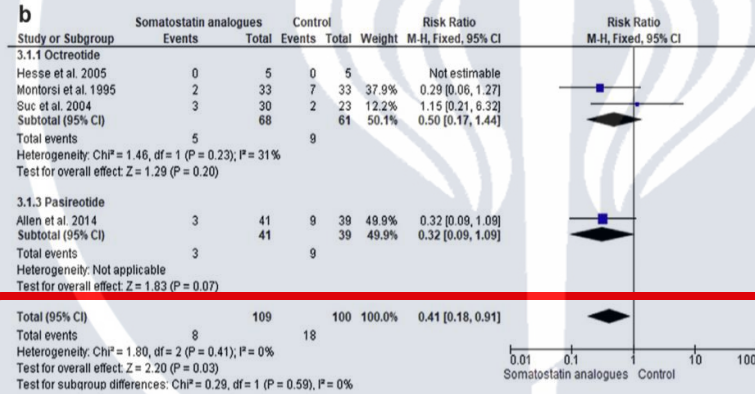 b
Somatostatin analogues Control Risk Ratio Risk Ratio
Study or Subgroup Events Total Events Total Weight M-H, Fixed, 95% CI M-H, Fixed, 95% CI
3.1.1 Octreotide
Hesse et al. 2005 0 5 0 5 Not estimable
Montorsi et al. 1995 2 33 7 33 37.9% 0.29 [0.06, 1.27]
Suc et al. 2004 3 30 2 23 12.2% 1.15 [0.21, 6.32]
Subtotal (95% CI) 68 61 50.1% 0.50 [0.17, 1.44]
Total events 5 9
Heterogeneity: Chi² = 1.46, df = 1 (P = 0.23); I² = 31%
Test for overall effect: Z = 1.29 (P = 0.20)
3.1.3 Pasireotide
Allen et al. 2014 3 41 9 39 49.9% 0.32 [0.09, 1.09]
Subtotal (95% CI) 41 39 49.9% 0.32 [0.09, 1.09]
Total events 3 9
Heterogeneity: Not applicable
Test for overall effect: Z = 1.83 (P = 0.07)
Total (95% CI) 109 100 100.0% 0.41 [0.18, 0.91]
Total events 8 18
Heterogeneity: Chi² = 1.80, df = 2 (P = 0.41); I² = 0%
Test for overall effect: Z = 2.20 (P = 0.03)
Test for subgroup differences: Chi² = 0.29, df = 1 (P = 0.59), I² = 0%
0.01 0.1 1 10 100
Somatostatin analogues Control